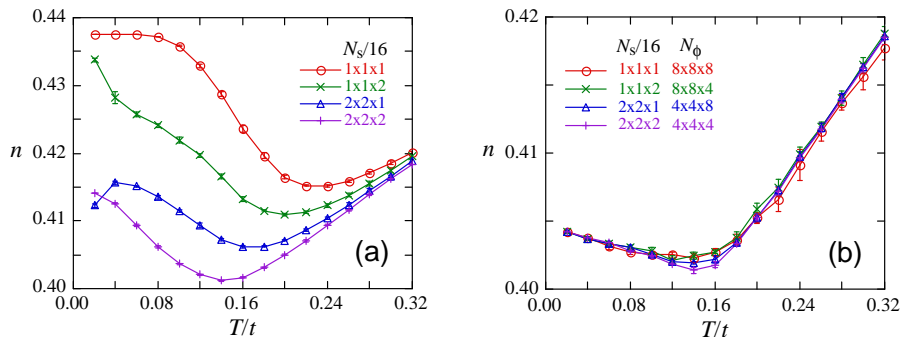 0.44
0.43
0.42
0.41
0.40
n
0.00 0.08 0.16 0.24 0.32
T/t
N_s/16
1x1x1
1x1x2
2x2x1
2x2x2
(a)
0.42
0.41
0.40
n
0.00 0.08 0.16 0.24 0.32
T/t
N_s/16 N_ϕ
1x1x1 8x8x8
1x1x2 8x8x4
2x2x1 4x4x8
2x2x2 4x4x4
(b)